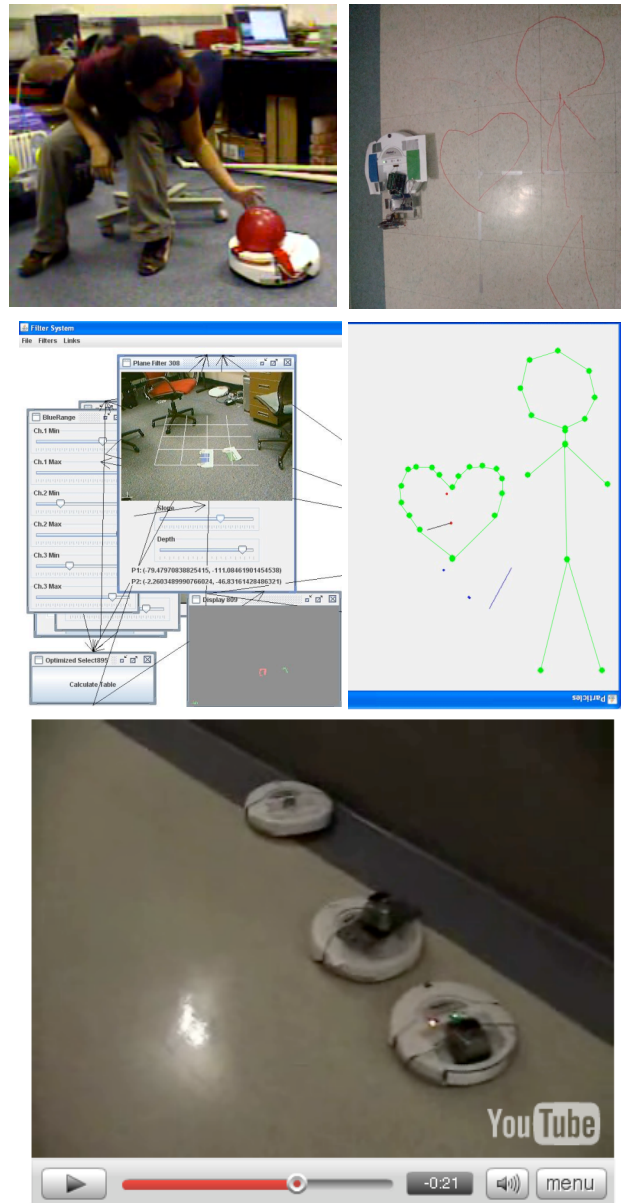 Filter System
File Filters Links
Plane Filter 308
BlueRange
Ch.1 Min
Ch.1 Max
Ch.2 Min
Ch.2 Max
Ch.3 Min
Ch.3 Max
Slope
Depth
P1: (-79.47970838825415, -111.08461901454538)
P2: (-2.2603489990766024, -46.83161428486321)
Display 809
Optimized Select895
Calculate Table
Particles
YouTube
-0:21
menu